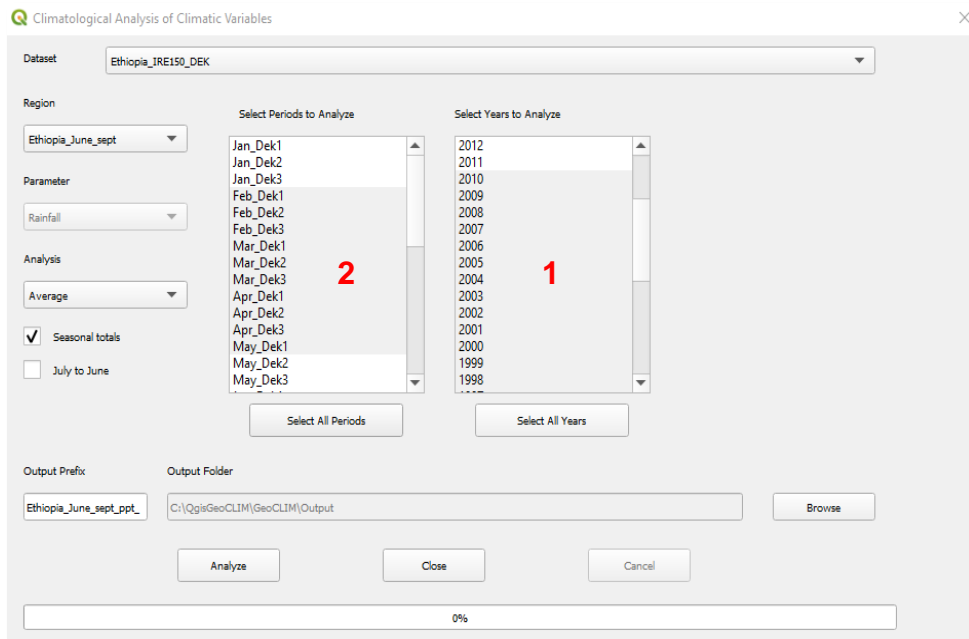 Climatological Analysis of Climatic Variables
Dataset
Ethiopia_IRE150_DEK
Region
Ethiopia_June_sept
Parameter
Rainfall
Analysis
Average
Seasonal totals
July to June
Select Periods to Analyze
Jan_Dek1
Jan_Dek2
Jan_Dek3
Feb_Dek1
Feb_Dek2
Feb_Dek3
Mar_Dek1
Mar_Dek2
Mar_Dek3
Apr_Dek1
Apr_Dek2
Apr_Dek3
May_Dek1
May_Dek2
May_Dek3
2
Select All Periods
Select Years to Analyze
2012
2011
2010
2009
2008
2007
2006
2005
2004
2003
2002
2001
2000
1999
1998
1
Select All Years
Output Prefix
Ethiopia_June_sept_ppt_
Output Folder
C:\QgisGeoCLIM\GeoCLIM\Output
Browse
Analyze
Close
Cancel
0%